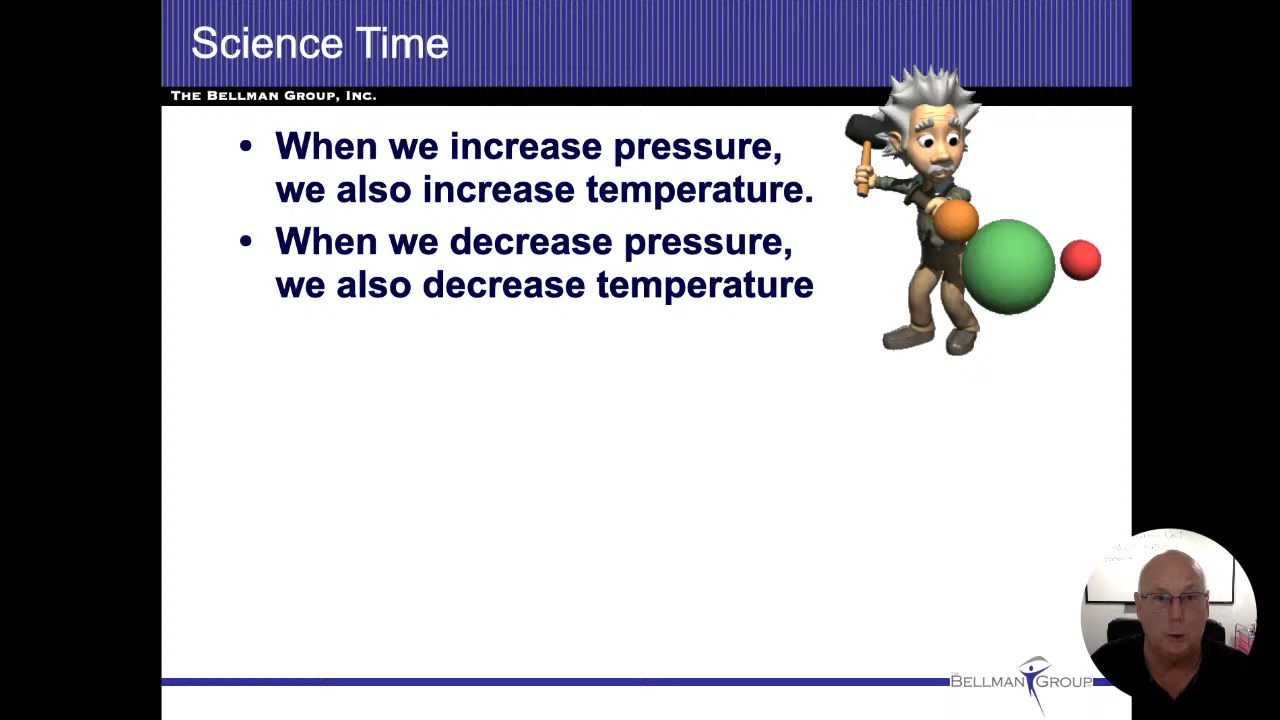 Science Time
THE BELLMAN GROUP, INC.
• When we increase pressure,
we also increase temperature.
• When we decrease pressure,
we also decrease temperature
THE BELLMAN GROUP